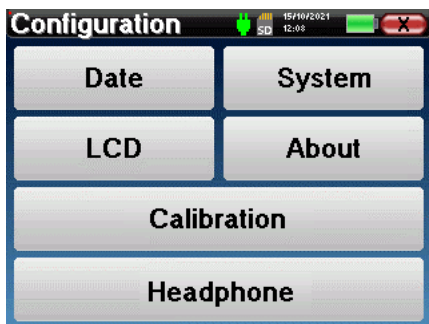 Configuration SD 15/10/2021 12:08 X
Date System
LCD About
Calibration
Headphone